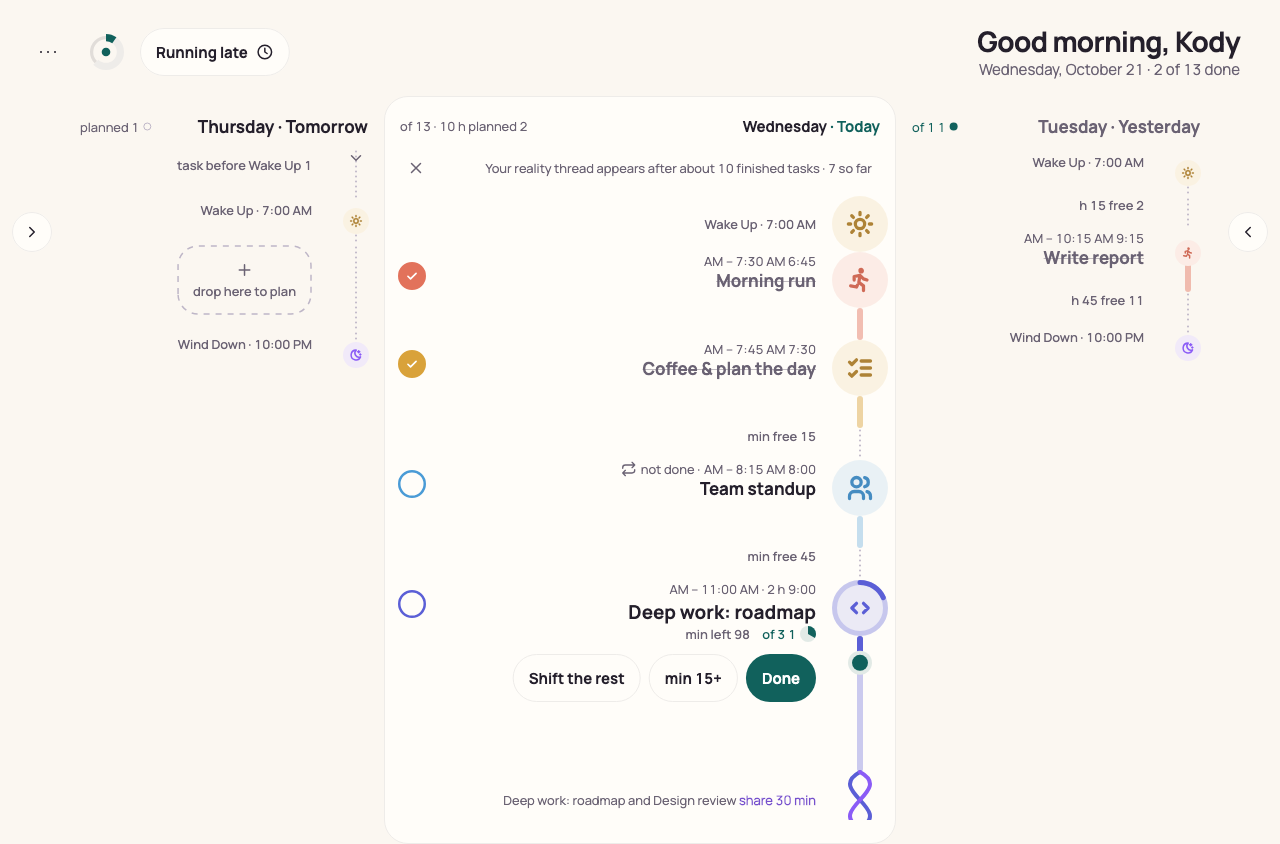 Good morning, Kody
Wednesday, October 21 · 2 of 13 done
Running late
...
Tuesday · Yesterday
of 1 1
Wake Up · 7:00 AM
h 15 free 2
AM – 10:15 AM 9:15
Write report
h 45 free 11
Wind Down · 10:00 PM
Wednesday · Today
of 13 · 10 h planned 2
Your reality thread appears after about 10 finished tasks · 7 so far
Wake Up · 7:00 AM
AM – 7:30 AM 6:45
Morning run
AM – 7:45 AM 7:30
Coffee & plan the day
min free 15
not done · AM – 8:15 AM 8:00
Team standup
min free 45
AM – 11:00 AM · 2 h 9:00
Deep work: roadmap
min left 98 of 3 1
Shift the rest
min 15+
Done
Deep work: roadmap and Design review share 30 min
Thursday · Tomorrow
planned 1
task before Wake Up 1
Wake Up · 7:00 AM
drop here to plan
Wind Down · 10:00 PM